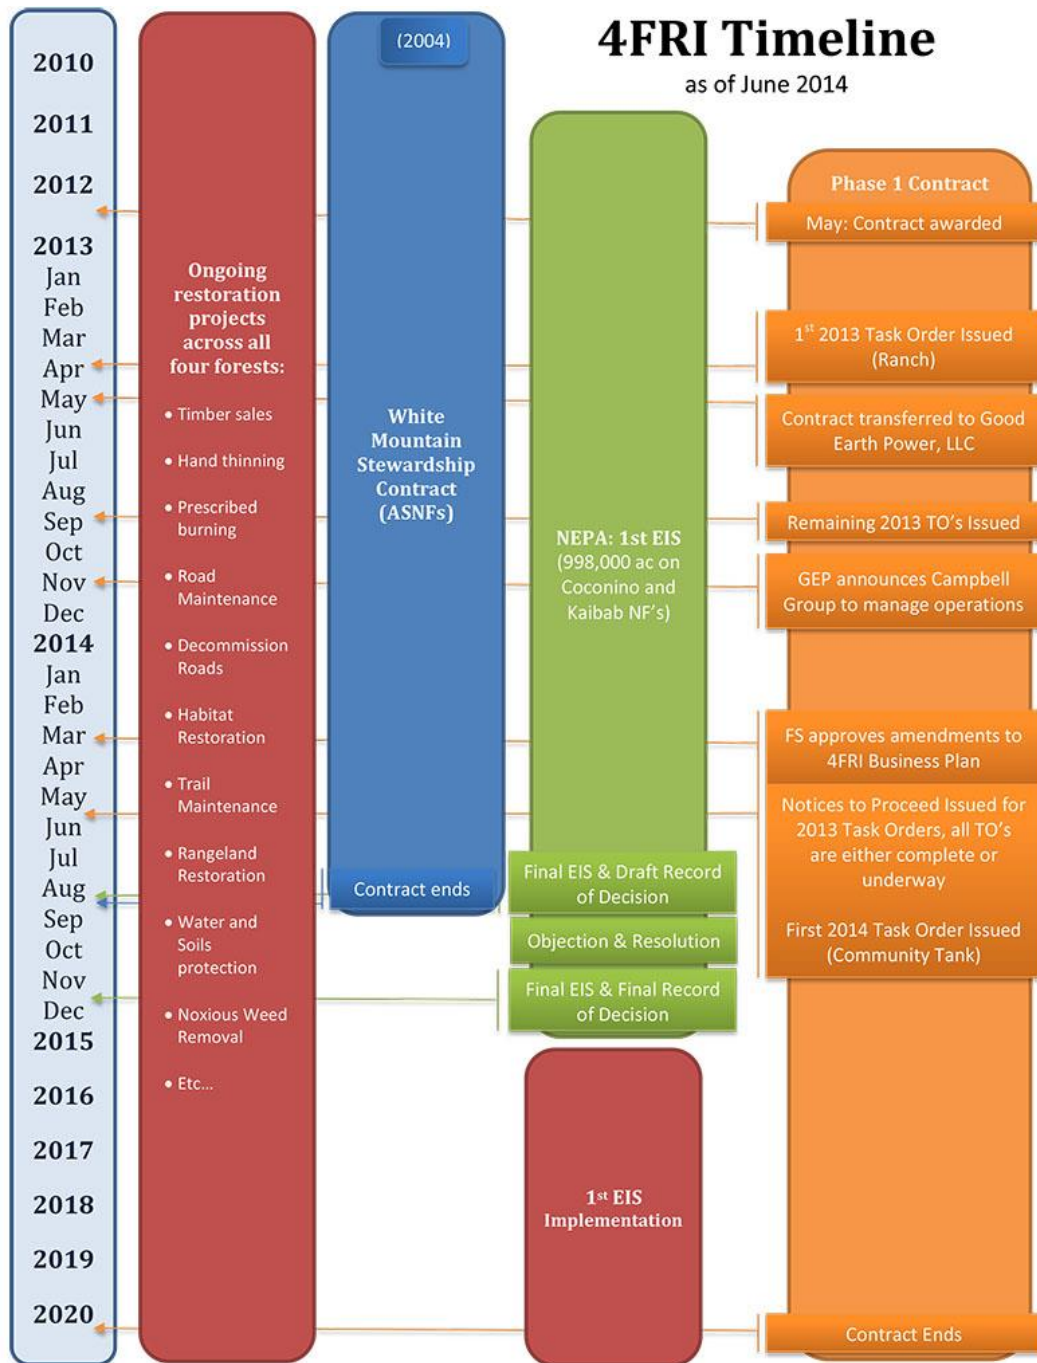 4FRI Timeline
as of June 2014
2010
2011
2012
2013
Jan
Feb
Mar
Apr
May
Jun
Jul
Aug
Sep
Oct
Nov
Dec
2014
Jan
Feb
Mar
Apr
May
Jun
Jul
Aug
Sep
Oct
Nov
Dec
2015
2016
2017
2018
2019
2020
Ongoing
restoration
projects
across all
four forests:
• Timber sales
• Hand thinning
• Prescribed
burning
• Road
Maintenance
• Decommission
Roads
• Habitat
Restoration
• Trail
Maintenance
• Rangeland
Restoration
• Water and
Soils
protection
• Noxious Weed
Removal
• Etc...
(2004)
White
Mountain
Stewardship
Contract
(ASNFs)
Contract ends
NEPA: 1st EIS
(998,000 ac on
Coconino and
Kaibab NF's)
Final EIS & Draft Record
of Decision
Objection & Resolution
Final EIS & Final Record
of Decision
1st EIS
Implementation
Phase 1 Contract
May: Contract awarded
1st 2013 Task Order Issued
(Ranch)
Contract transferred to Good
Earth Power, LLC
Remaining 2013 TO's Issued
GEP announces Campbell
Group to manage operations
FS approves amendments to
4FRI Business Plan
Notices to Proceed Issued for
2013 Task Orders, all TO's
are either complete or
underway
First 2014 Task Order Issued
(Community Tank)
Contract Ends